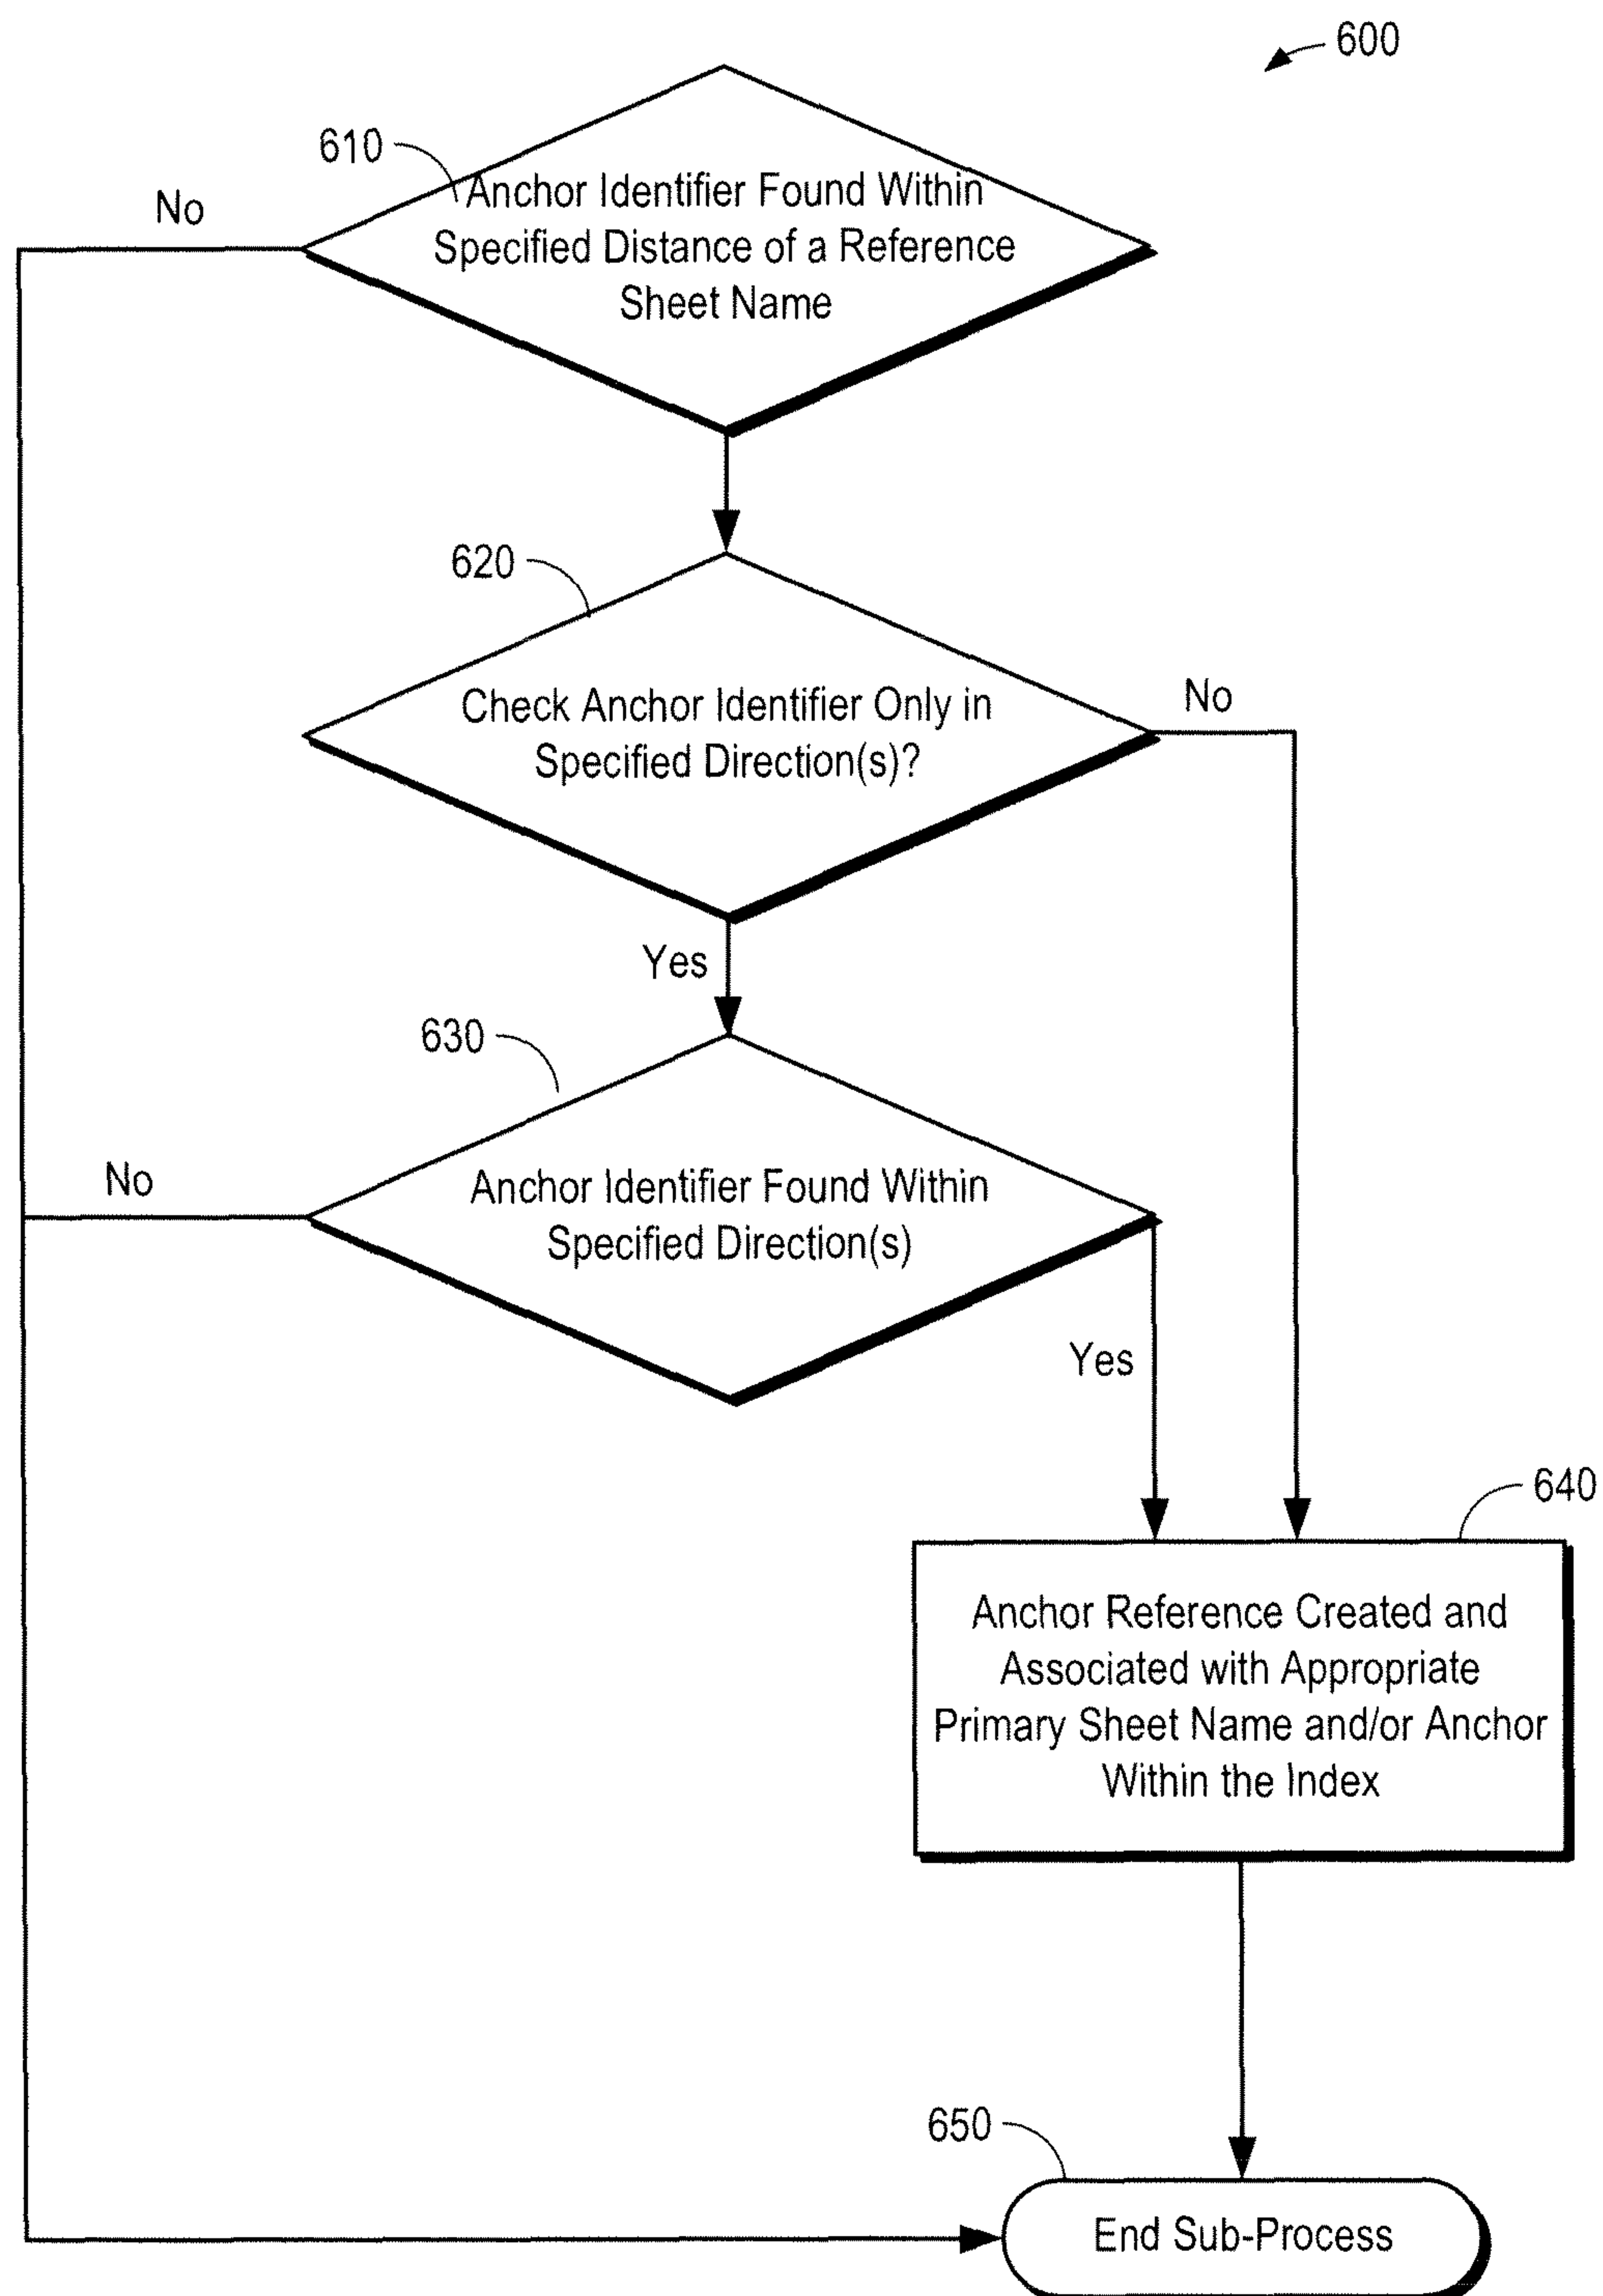 600
610
No
Anchor Identifier Found Within
Specified Distance of a Reference
Sheet Name
620
Check Anchor Identifier Only in
Specified Direction(s)?
No
Yes
630
No
Anchor Identifier Found Within
Specified Direction(s)
Yes
640
Anchor Reference Created and
Associated with Appropriate
Primary Sheet Name and/or Anchor
Within the Index
650
End Sub-Process